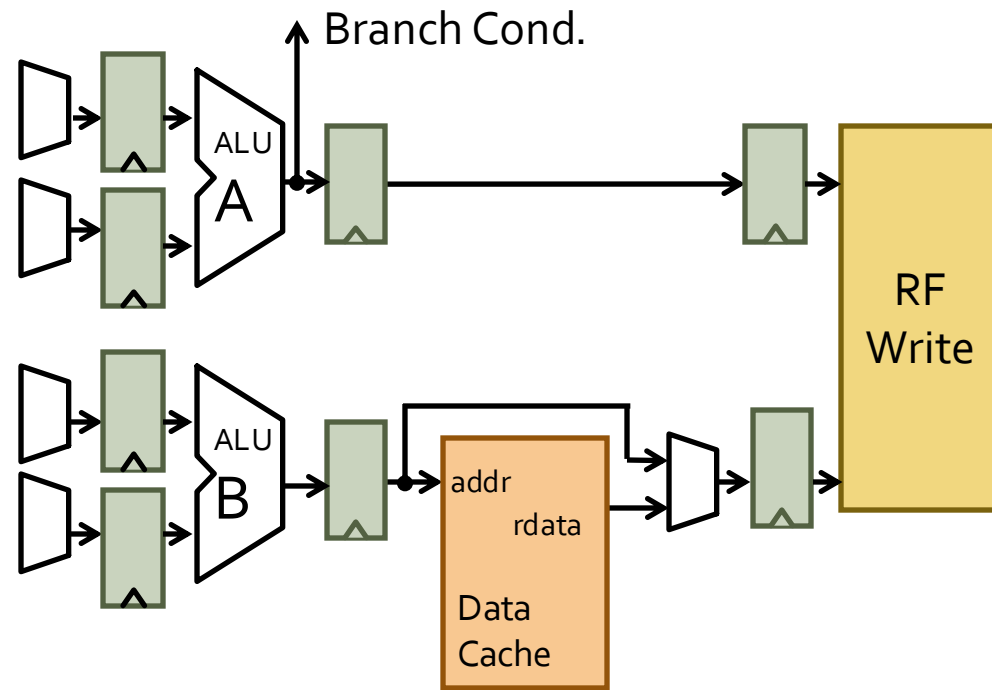 Branch Cond.
ALU
A
RF
Write
ALU
B
addr
rdata
Data
Cache